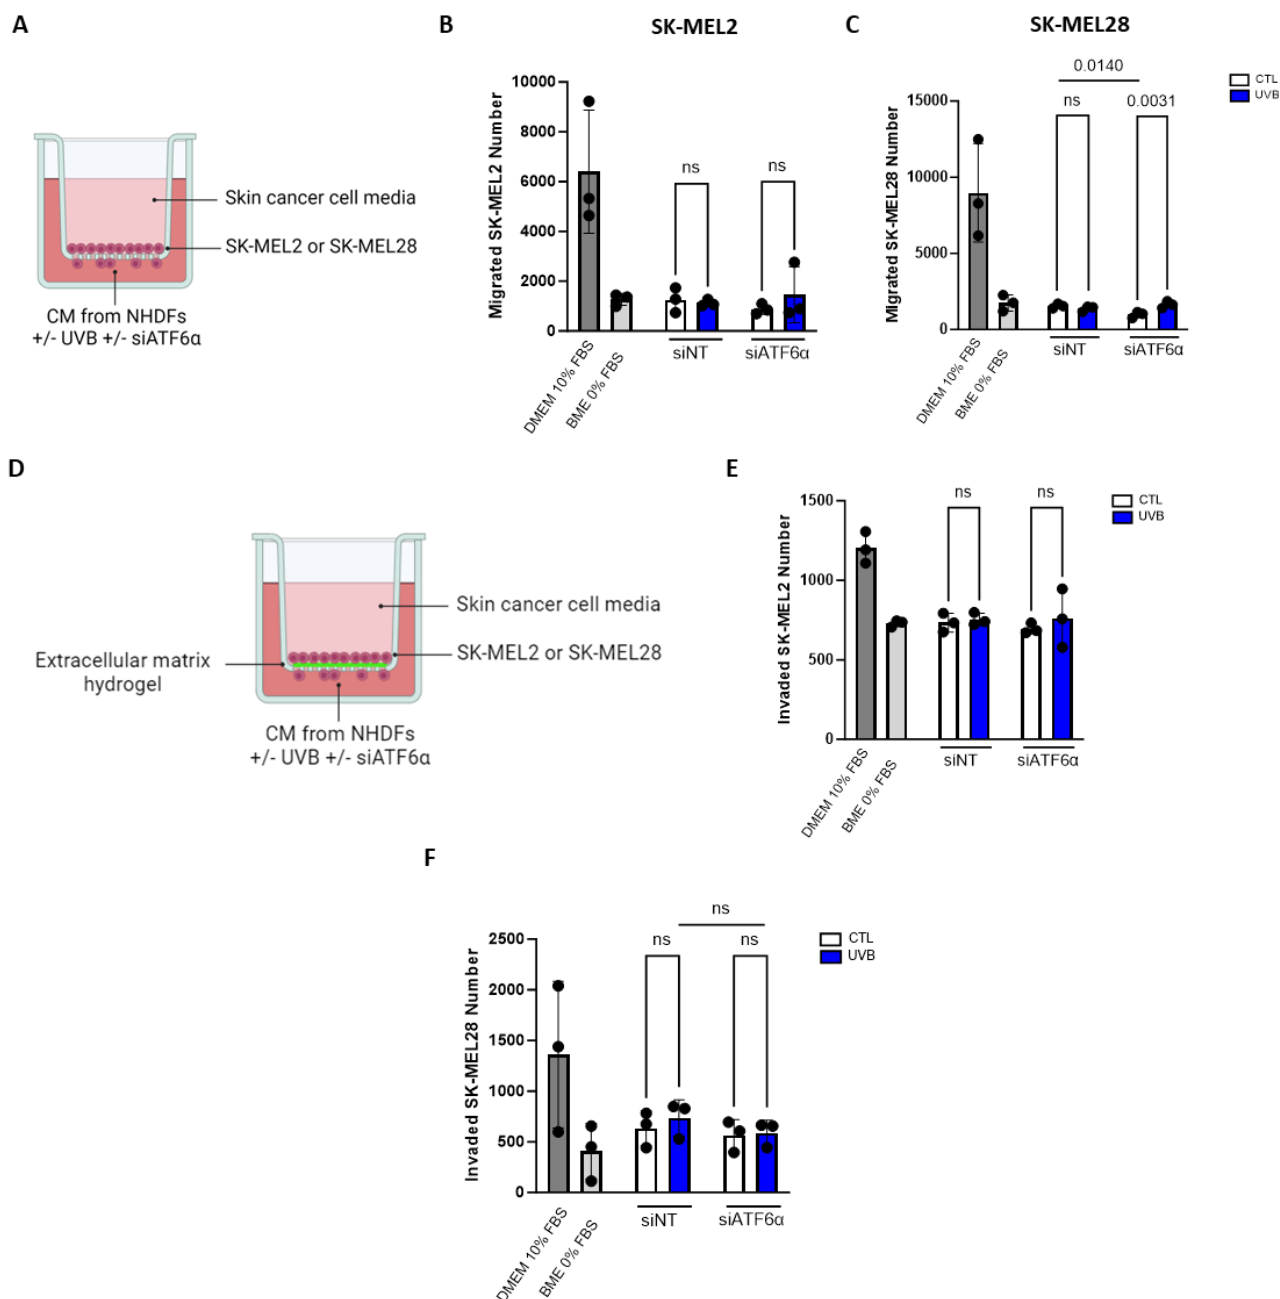 A
Skin cancer cell media
SK-MEL2 or SK-MEL28
CM from NHDFs
+/- UVB +/- siATF6α
B
SK-MEL2
Migrated SK-MEL2 Number
10000
8000
6000
4000
2000
0
ns
ns
DMEM 10% FBS
BME 0% FBS
siNT
siATF6α
C
SK-MEL28
CTL
UVB
Migrated SK-MEL28 Number
15000
10000
5000
0
0.0140
ns
0.0031
DMEM 10% FBS
BME 0% FBS
siNT
siATF6α
D
Skin cancer cell media
SK-MEL2 or SK-MEL28
Extracellular matrix
hydrogel
CM from NHDFs
+/- UVB +/- siATF6α
E
CTL
UVB
Invaded SK-MEL2 Number
1500
1000
500
0
ns
ns
DMEM 10% FBS
BME 0% FBS
siNT
siATF6α
F
CTL
UVB
Invaded SK-MEL28 Number
2500
2000
1500
1000
500
0
ns
ns
ns
DMEM 10% FBS
BME 0% FBS
siNT
siATF6α